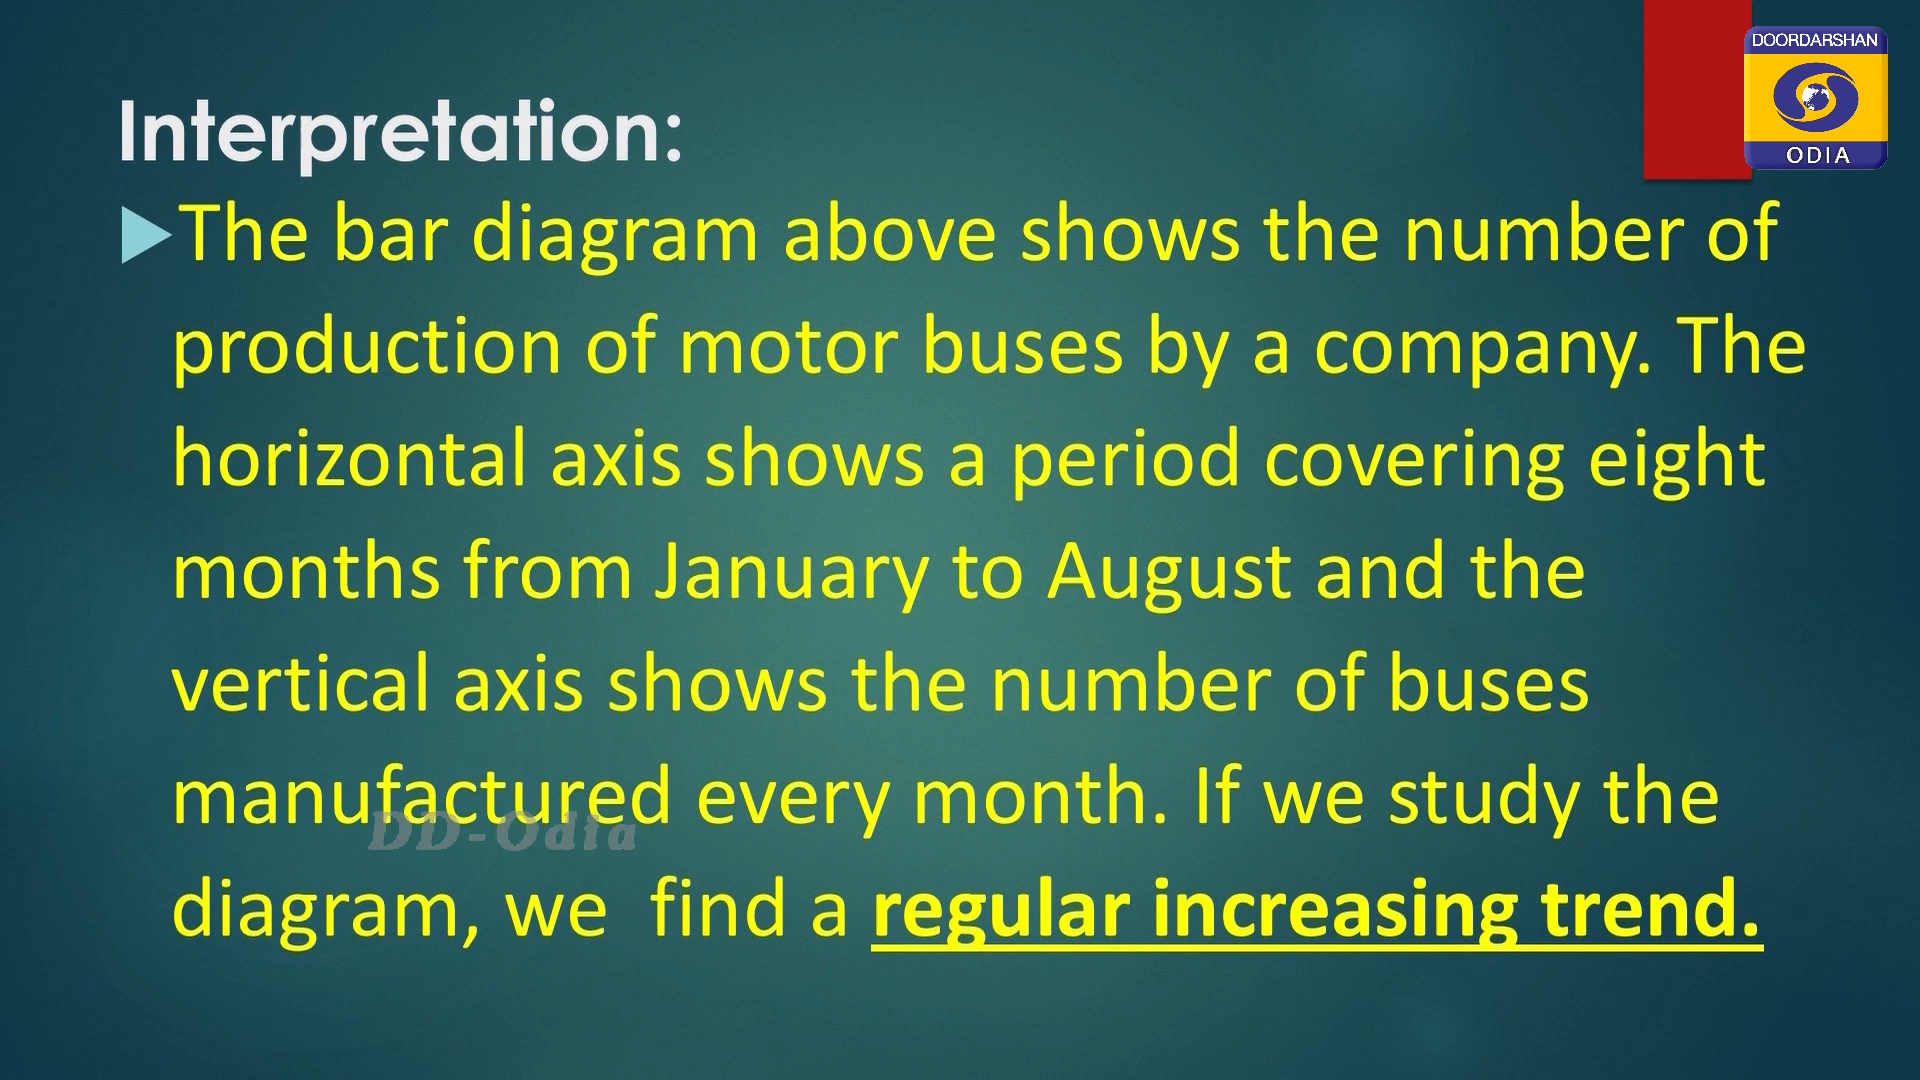 DOORDARSHAN
ODIA
Interpretation:
The bar diagram above shows the number of
production of motor buses by a company. The
horizontal axis shows a period covering eight
months from January to August and the
vertical axis shows the number of buses
manufactured every month. If we study the
DD-Odia
diagram, we  find a regular increasing trend.